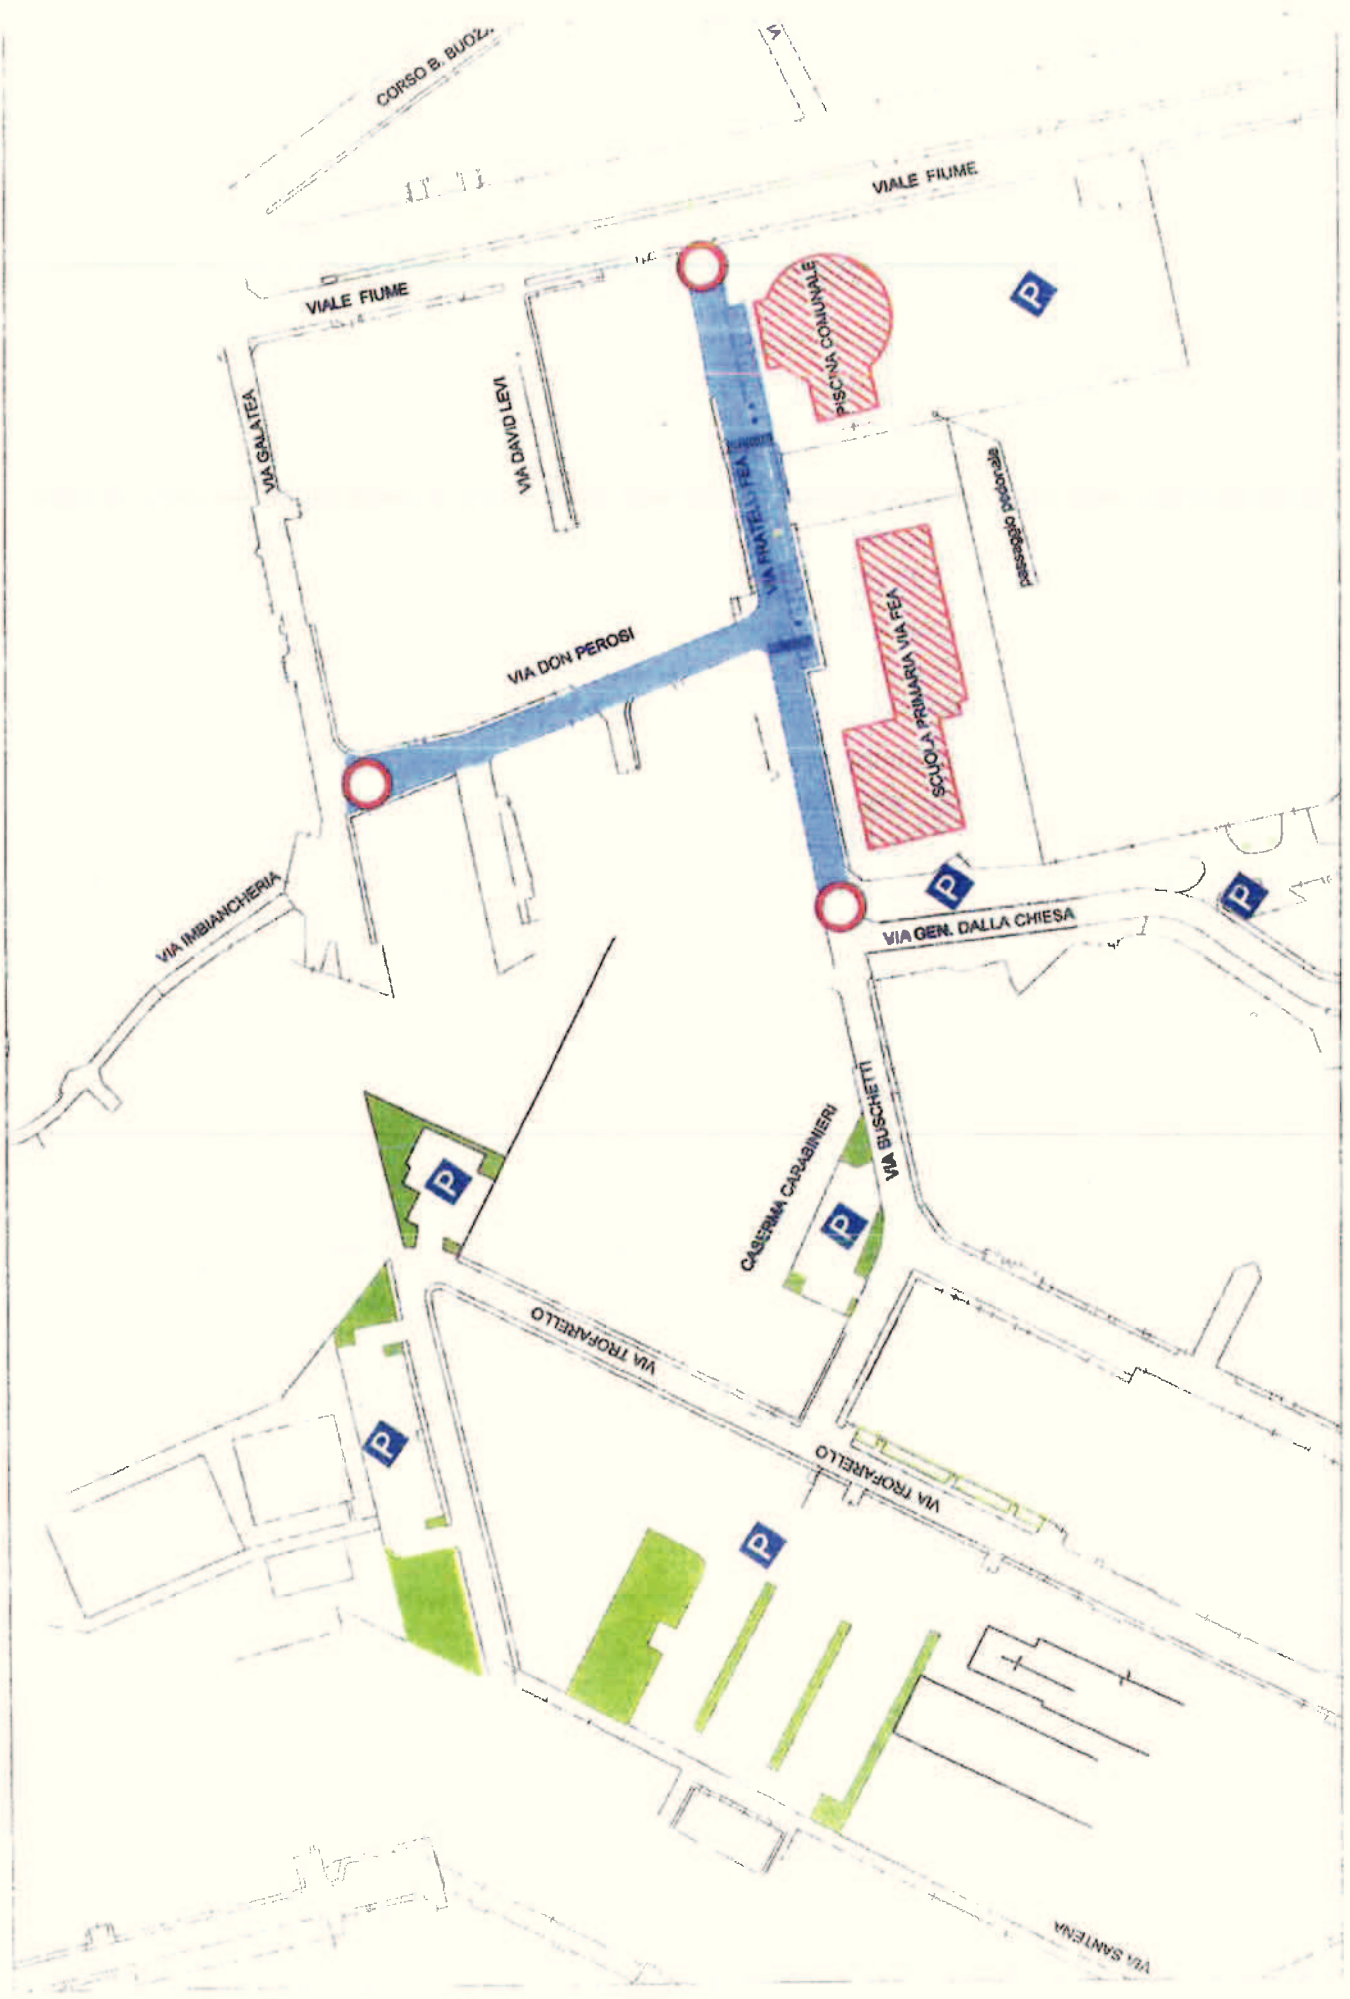 CORSO B. BUOZ
VIALE FIUME
VIALE FIUME
PISCINA COMUNALE
P
VIA GALATEA
VIA DAVID LEVI
VIA FRATELLI FEA
passaggio pedonale
VIA DON PEROSI
SCUOLA PRIMARIA VIA FEA
VIA IMBIANCHERIA
P
P
VIA GEN. DALLA CHIESA
VIA BUSCHETTI
CASERMA CARABINIERI
P
P
VIA TROFARELLO
P
VIA TROFARELLO
P
VIA SANTENA